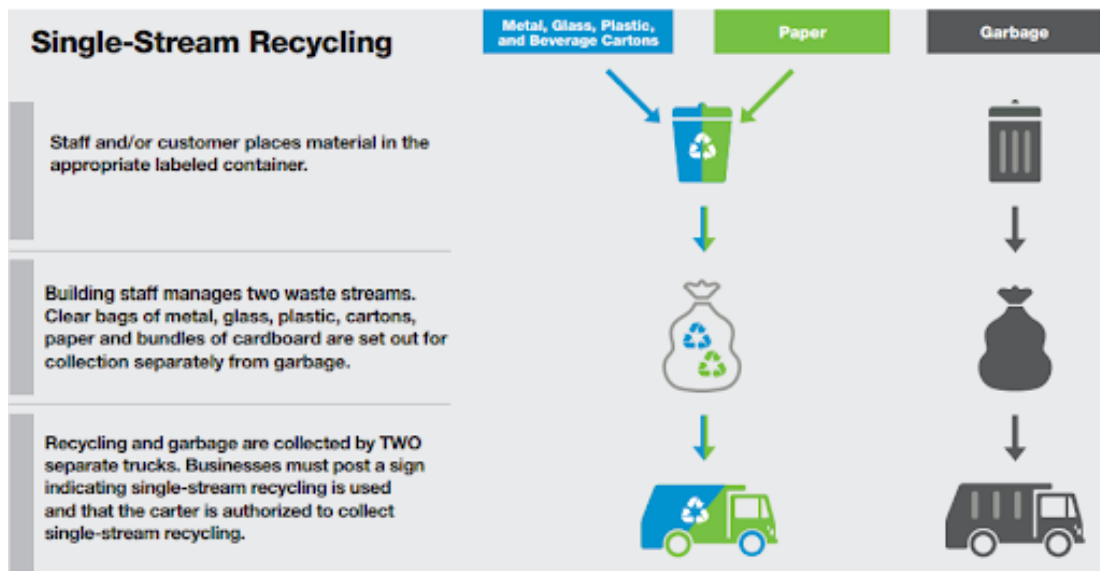 Single-Stream Recycling
Metal, Glass, Plastic,
and Beverage Cartons
Paper
Garbage
Staff and/or customer places material in the
appropriate labeled container.
Building staff manages two waste streams.
Clear bags of metal, glass, plastic, cartons,
paper and bundles of cardboard are set out for
collection separately from garbage.
Recycling and garbage are collected by TWO
separate trucks. Businesses must post a sign
indicating single-stream recycling is used
and that the carter is authorized to collect
single-stream recycling.